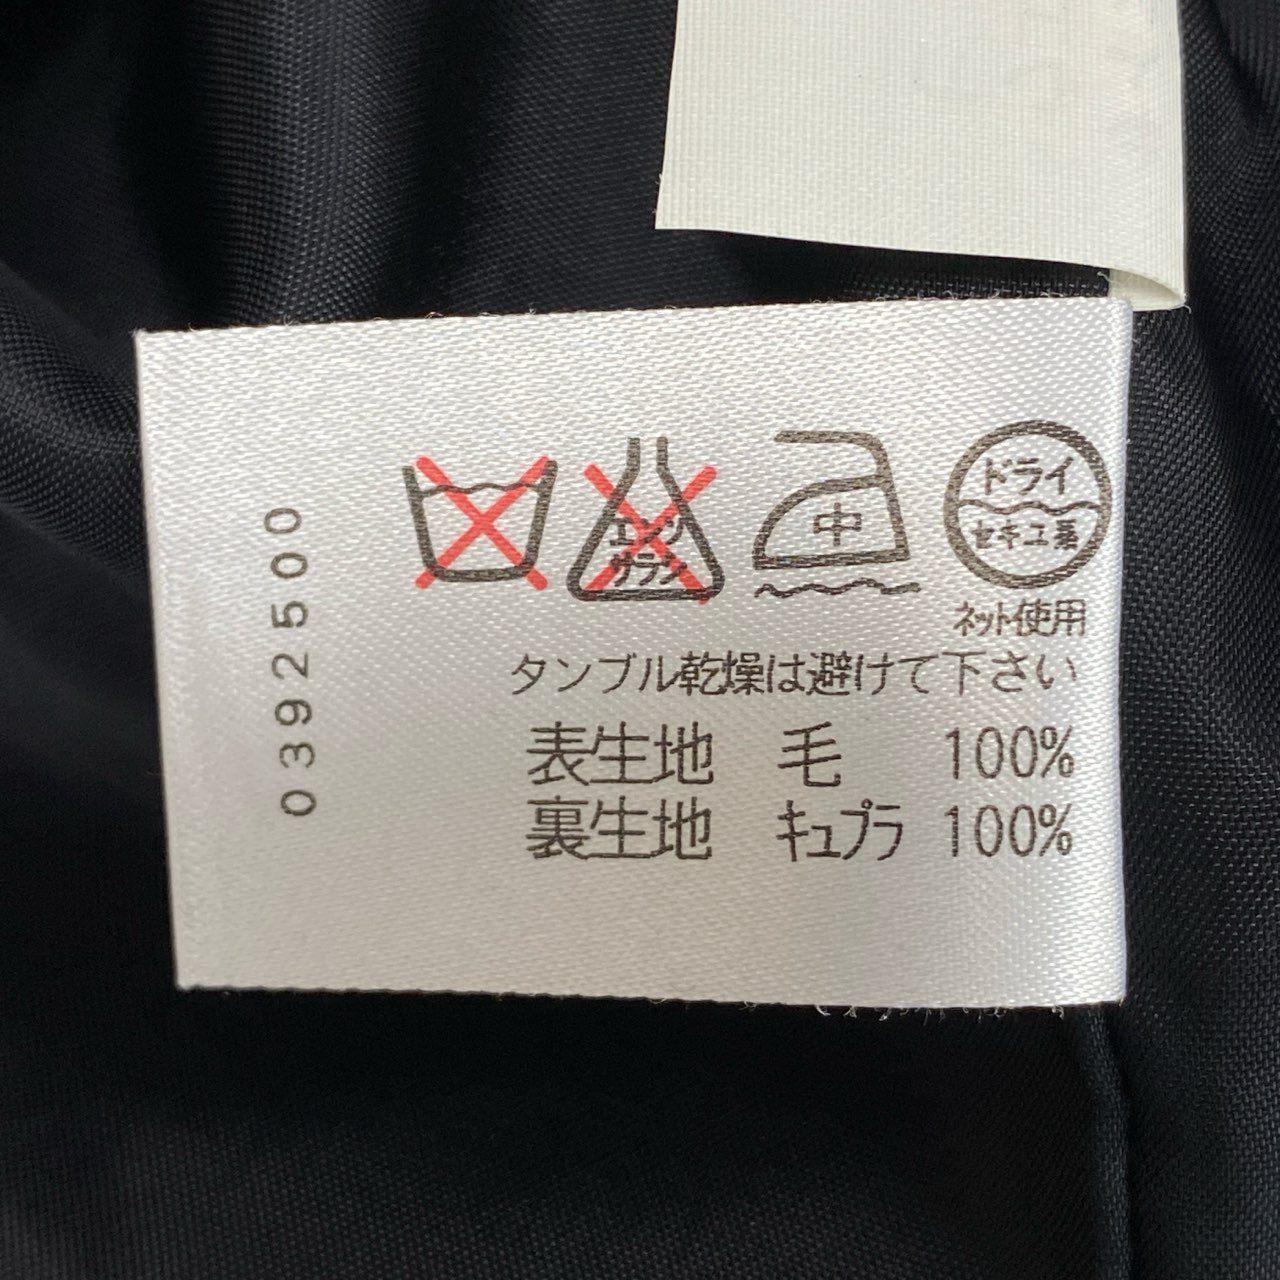 エンソ
サラシ
中
ドライ
セキユ系
ネット使用
タンブル乾燥は避けて下さい
表生地 毛 100%
裏生地 キュプラ 100%
0392500